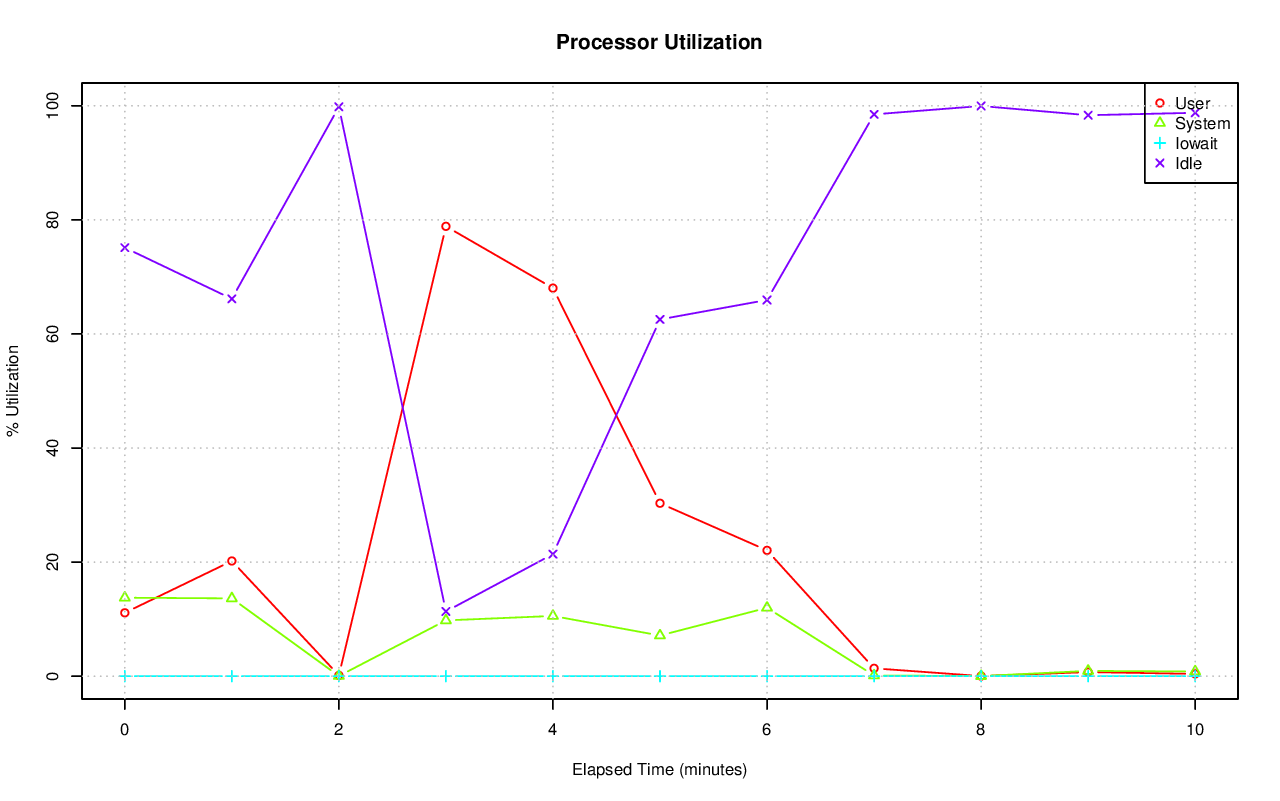 Processor Utilization
% Utilization
100
80
60
40
20
0
User
System
Iowait
Idle
0 2 4 6 8 10
Elapsed Time (minutes)